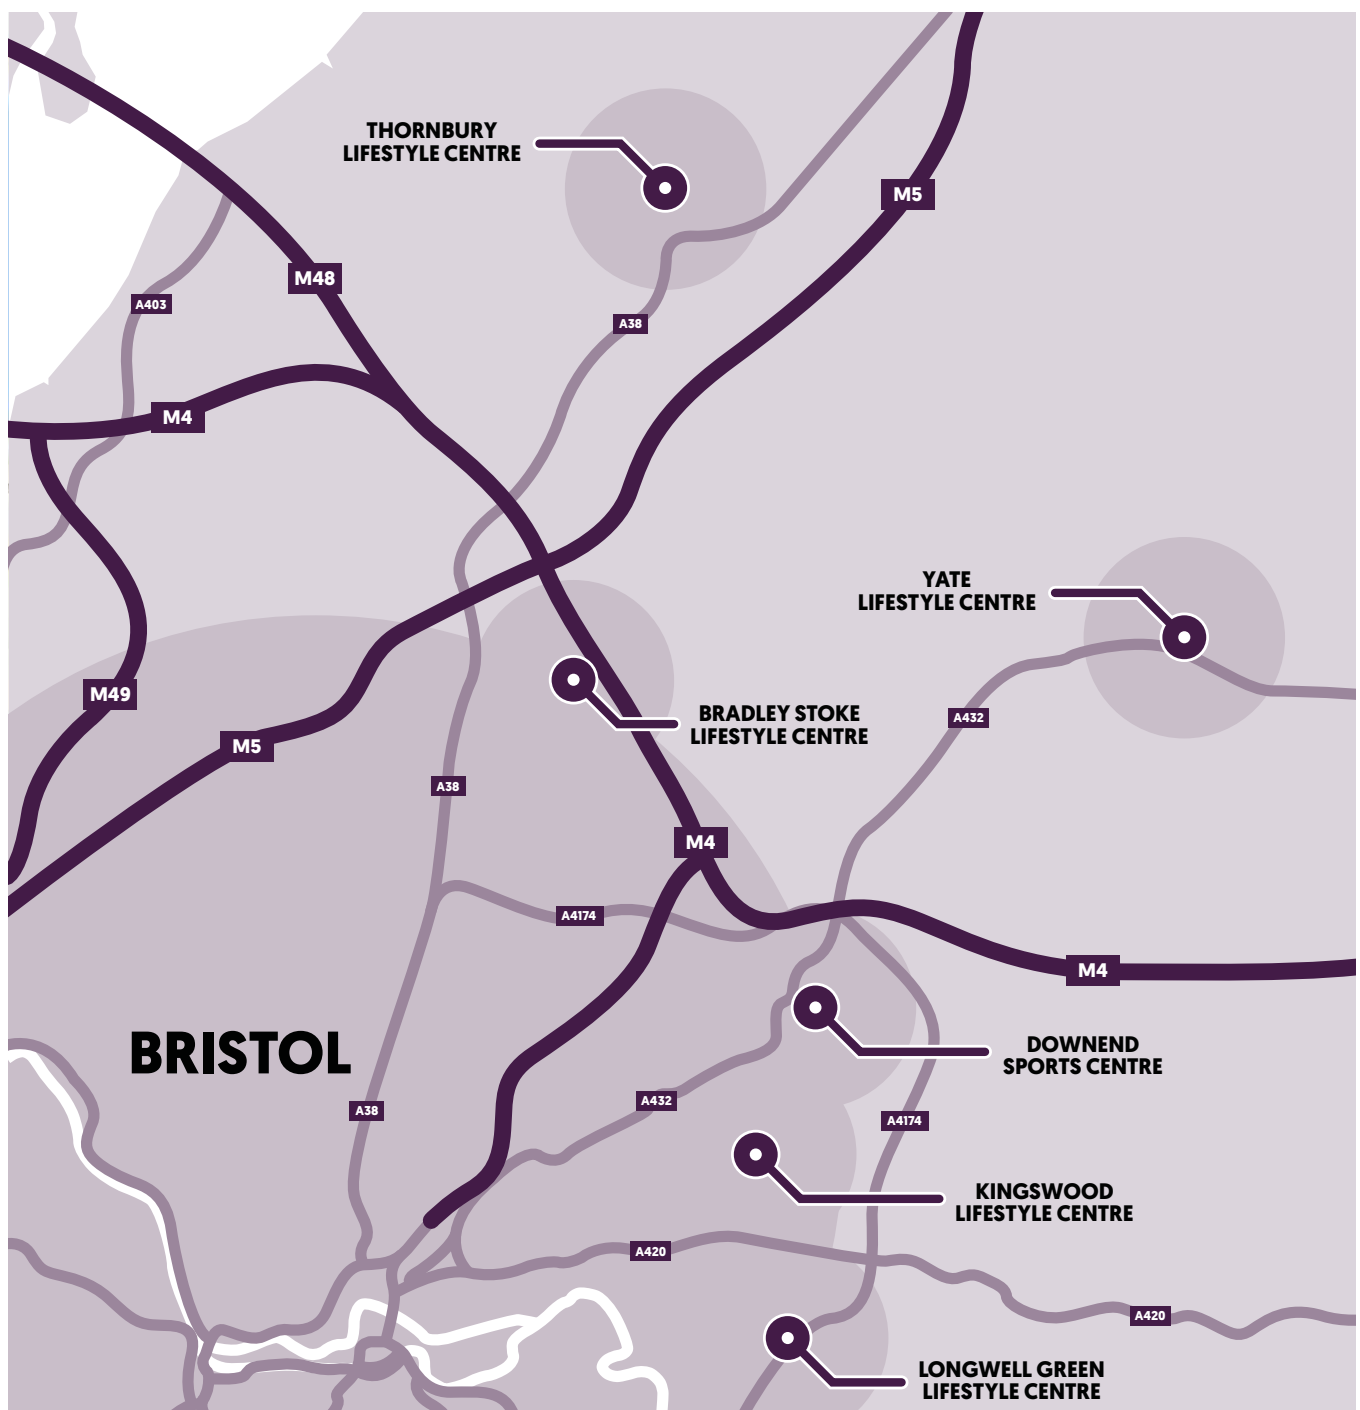 THORNBURY
LIFESTYLE CENTRE
M5
M48
A403
A38
M4
YATE
LIFESTYLE CENTRE
M49
BRADLEY STOKE
LIFESTYLE CENTRE
A432
M5
A38
M4
A4174
M4
BRISTOL
DOWNEND
SPORTS CENTRE
A432
A38
A4174
KINGSWOOD
LIFESTYLE CENTRE
A420
A420
LONGWELL GREEN
LIFESTYLE CENTRE